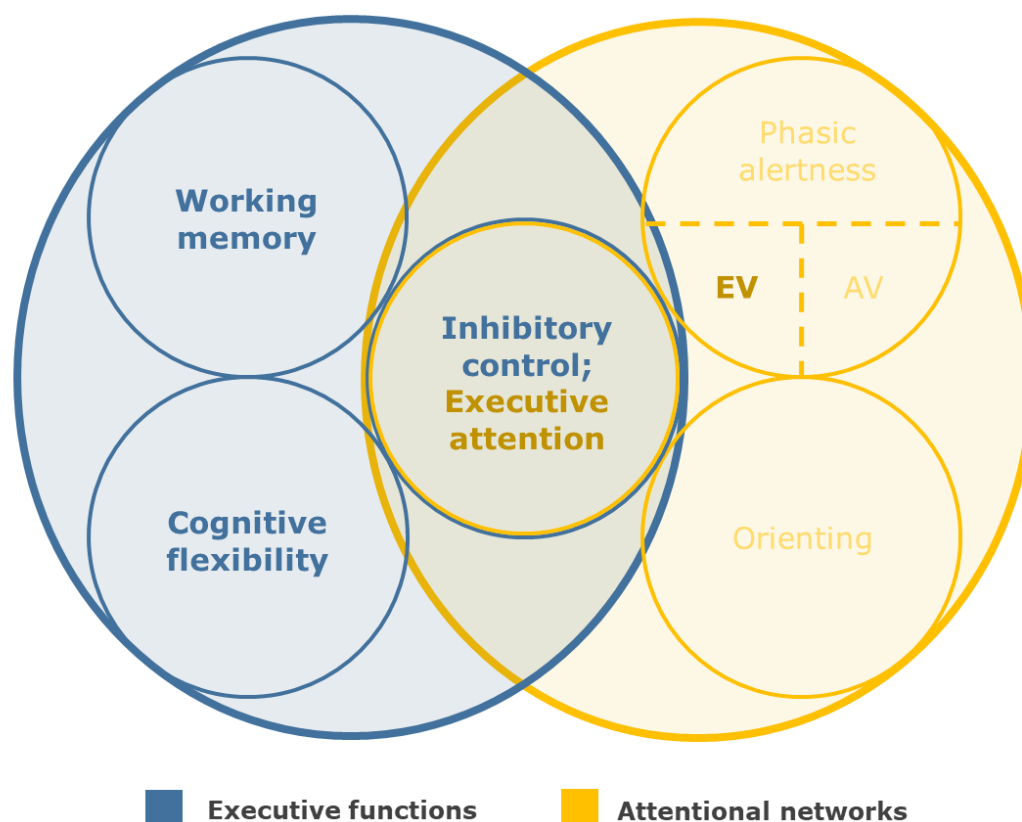 Phasic
alertness
Working
memory
EV
AV
Inhibitory
control;
Executive
attention
Cognitive
flexibility
Orienting
Executive functions
Attentional networks